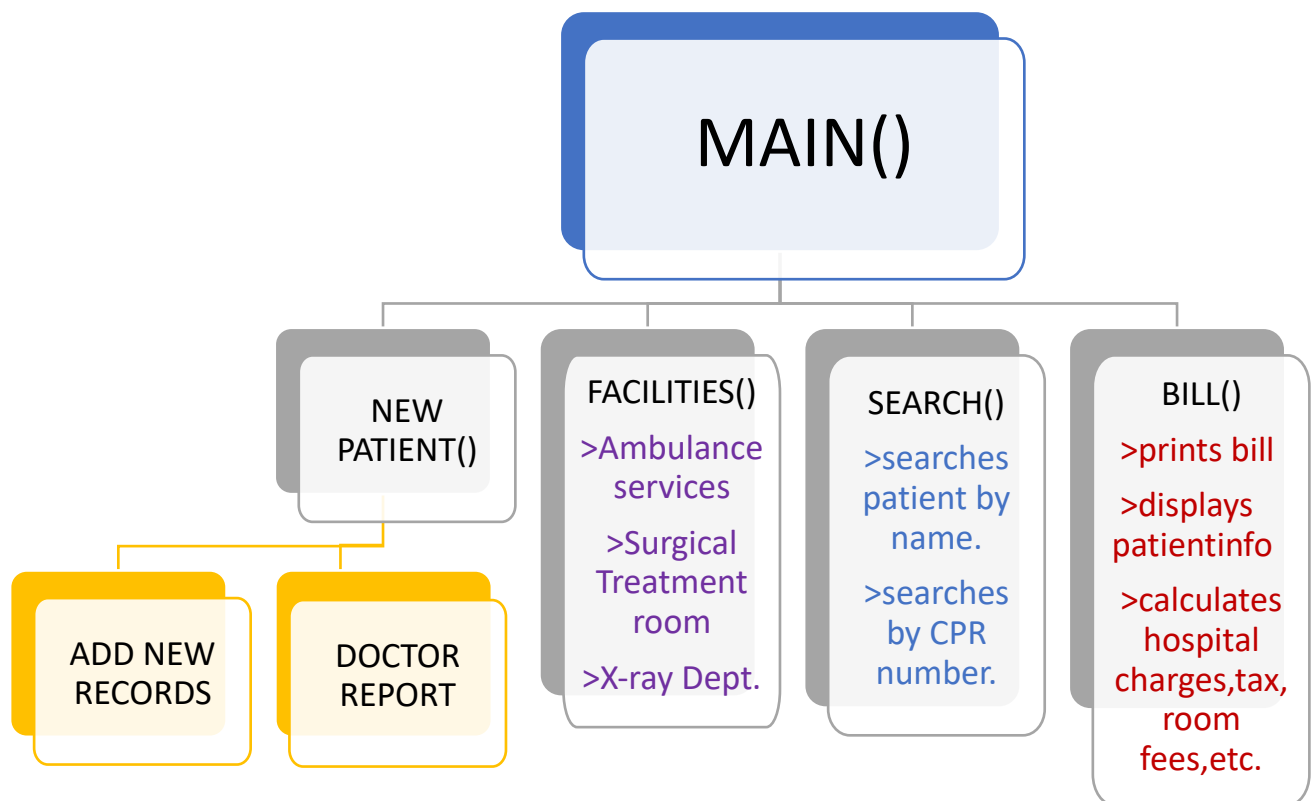 MAIN()
NEW
PATIENT()
FACILITIES()
>Ambulance
services
>Surgical
Treatment
room
>X-ray Dept.
SEARCH()
>searches
patient by
name.
>searches
by CPR
number.
BILL()
>prints bill
>displays
patientinfo
>calculates
hospital
charges,tax,
room
fees,etc.
ADD NEW
RECORDS
DOCTOR
REPORT